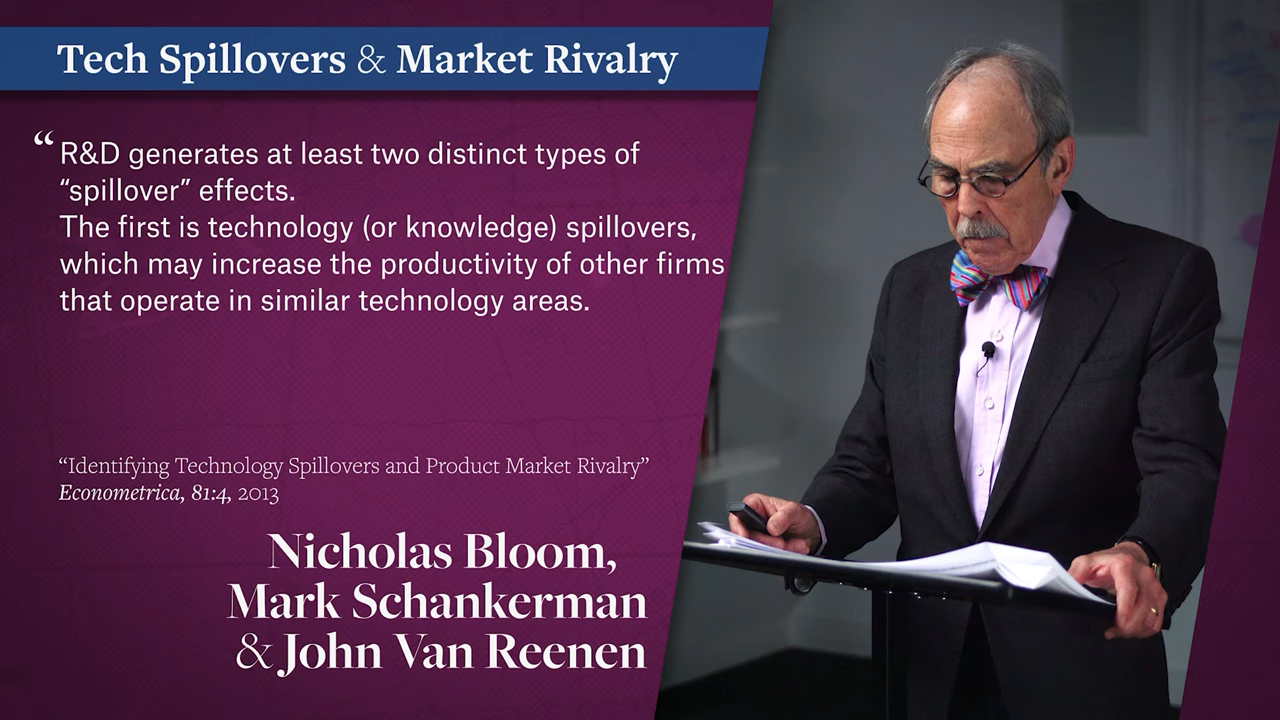 Tech Spillovers & Market Rivalry
“R&D generates at least two distinct types of
“spillover” effects.
The first is technology (or knowledge) spillovers,
which may increase the productivity of other firms
that operate in similar technology areas.
“Identifying Technology Spillovers and Product Market Rivalry”
Econometrica, 81:4, 2013
Nicholas Bloom,
Mark Schankerman
& John Van Reenen